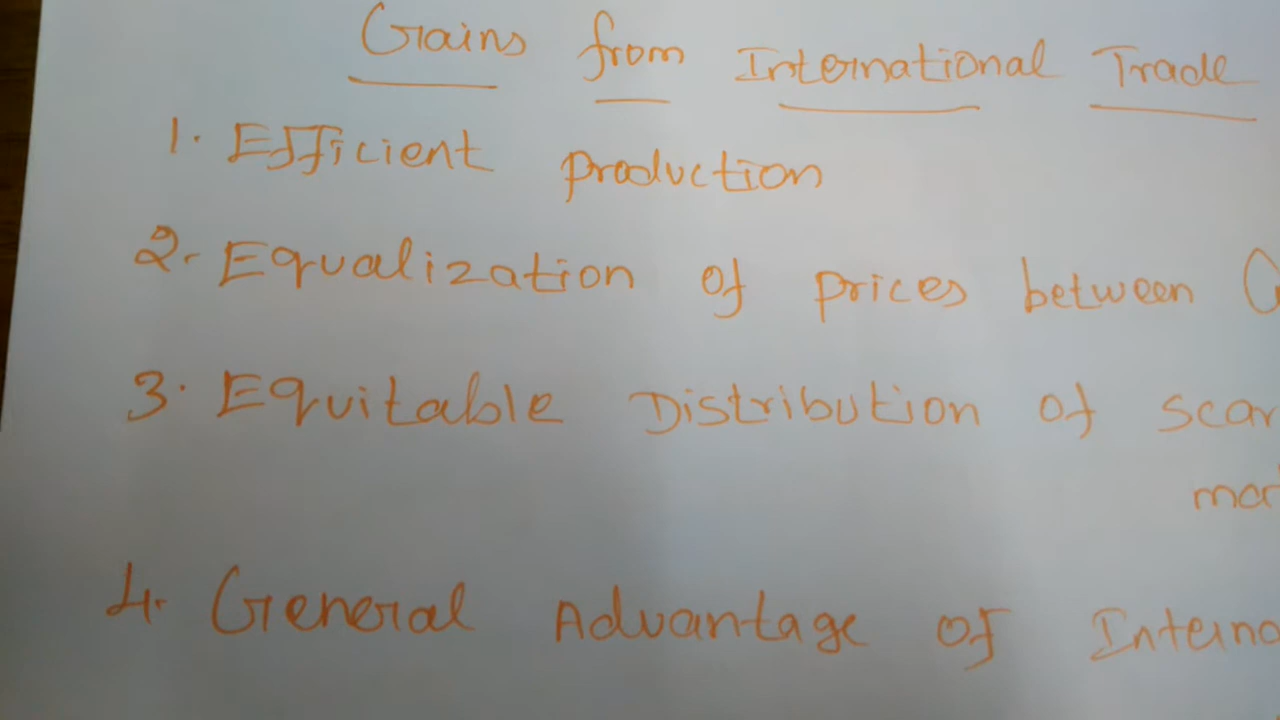 Gains from International Trade
1. Efficient production
2. Equalization of prices between
3. Equitable Distribution of
4. General Advantage of